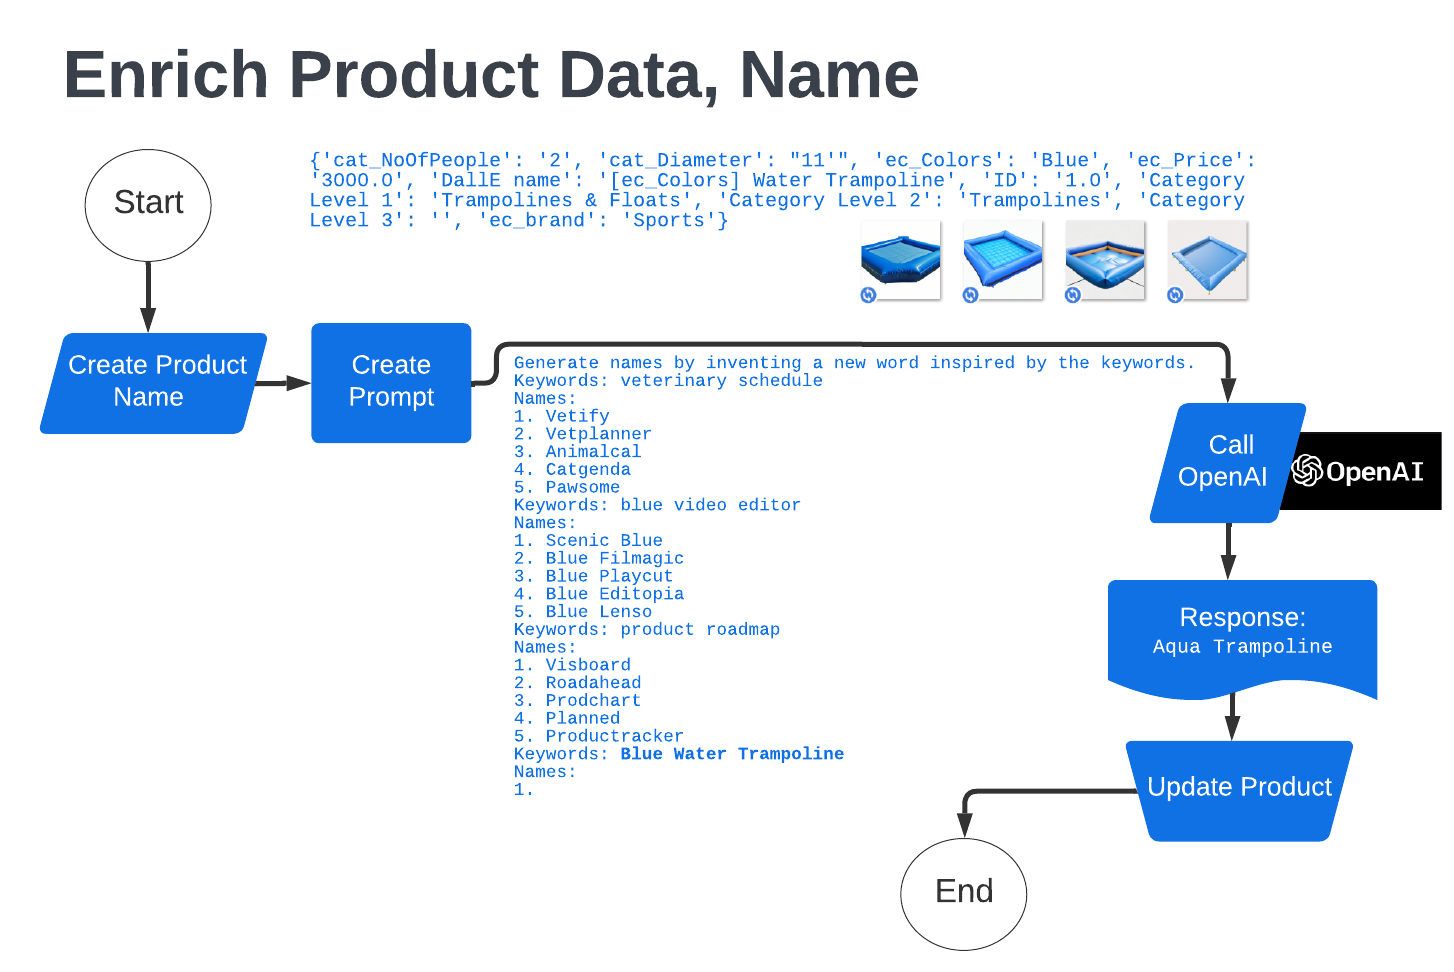 Enrich Product Data, Name
Start
{'cat_NoOfPeople': '2', 'cat_Diameter': "11'", 'ec_Colors': 'Blue', 'ec_Price':
'3000.0', 'DallE name': '[ec_Colors] Water Trampoline', 'ID': '1.0', 'Category
Level 1': 'Trampolines & Floats', 'Category Level 2': 'Trampolines', 'Category
Level 3': '', 'ec_brand': 'Sports'}
Create Product
Name
Create
Prompt
Generate names by inventing a new word inspired by the keywords.
Keywords: veterinary schedule
Names:
1. Vetify
2. Vetplanner
3. Animalcal
4. Catgenda
5. Pawsome
Keywords: blue video editor
Names:
1. Scenic Blue
2. Blue Filmagic
3. Blue Playcut
4. Blue Editopia
5. Blue Lenso
Keywords: product roadmap
Names:
1. Visboard
2. Roadahead
3. Prodchart
4. Planned
5. Productracker
Keywords: Blue Water Trampoline
Names:
1.
Call
OpenAI
OpenAI
Response:
Aqua Trampoline
Update Product
End